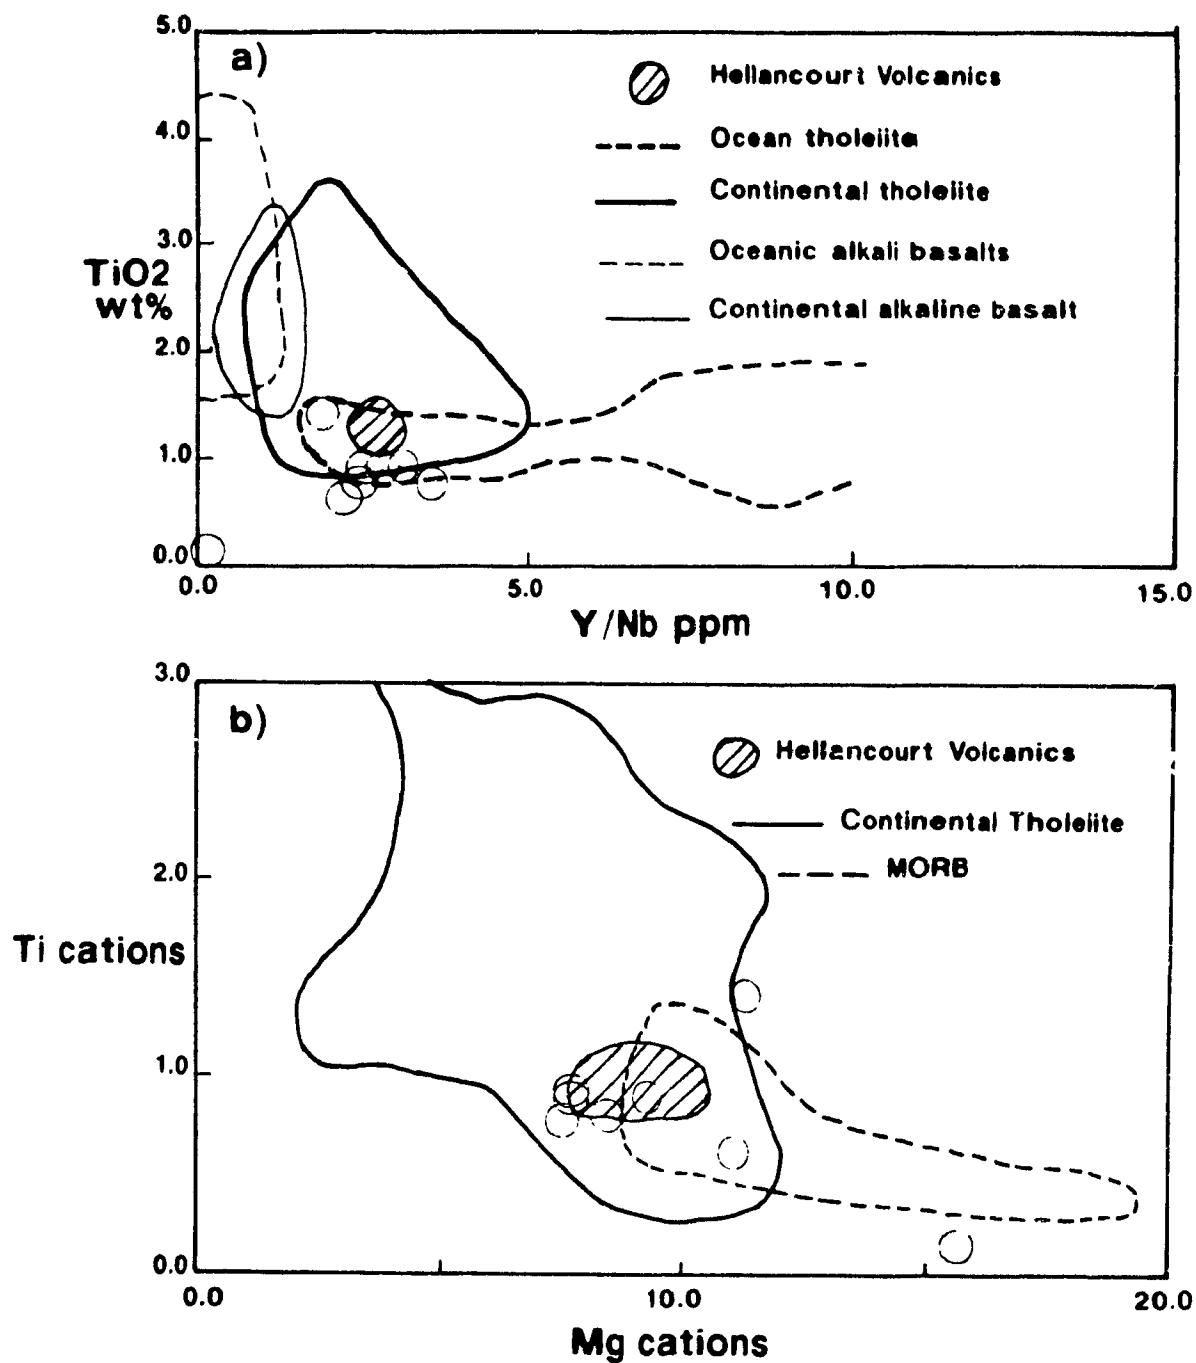 5.0
a)
Hellancourt Volcanics
4.0
Ocean tholeiite
Continental tholeiite
3.0
Oceanic alkali basalts
TiO2
wt%
Continental alkaline basalt
2.0
1.0
0.0
0.0
5.0
10.0
15.0
Y/Nb ppm
3.0
b)
Hellancourt Volcanics
Continental Tholeiite
2.0
MORB
Ti cations
1.0
0.0
0.0
10.0
20.0
Mg cations